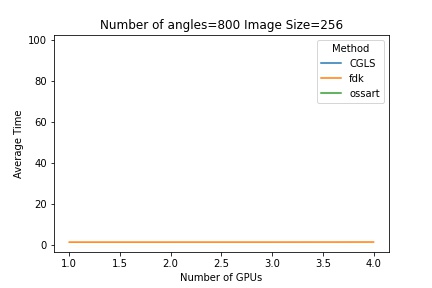 Number of angles=800 Image Size=256
100
80
60
40
20
0
Average Time
Method
CGLS
fdk
ossart
1.0 1.5 2.0 2.5 3.0 3.5 4.0
Number of GPUs